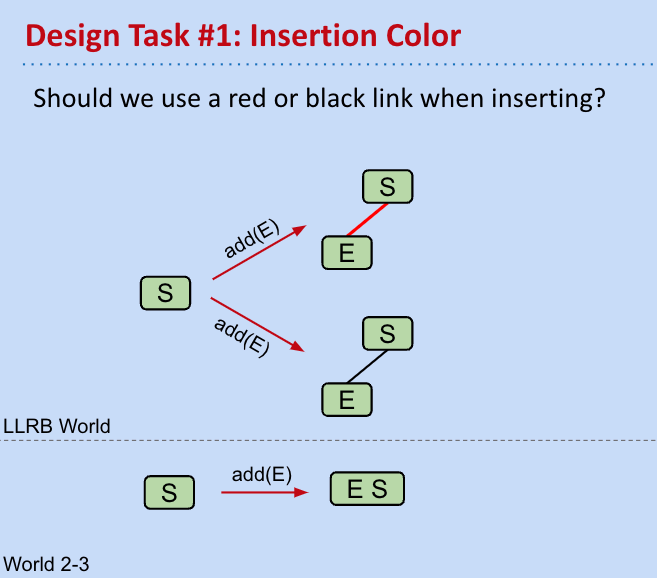 Design Task #1: Insertion Color
Should we use a red or black link when inserting?
S
add(E)
E
S
add(E)
S
E
LLRB World
S
add(E)
E S
World 2-3